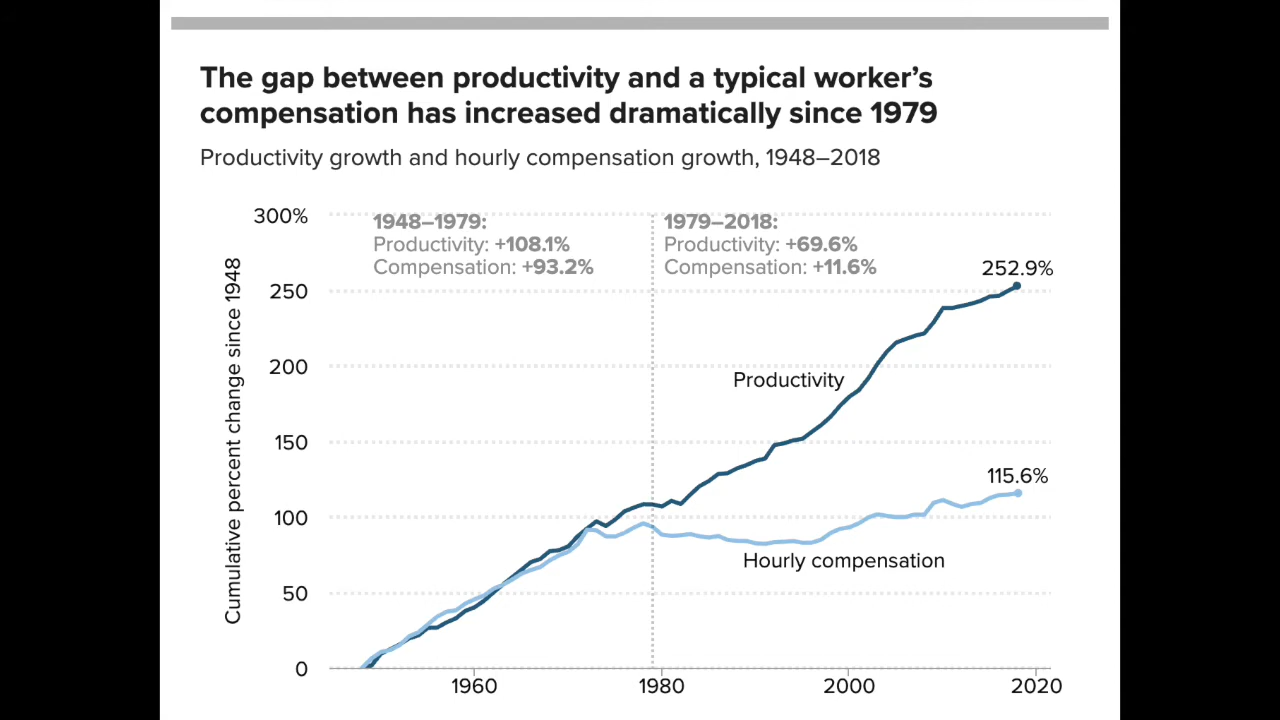 The gap between productivity and a typical worker’s
compensation has increased dramatically since 1979
Productivity growth and hourly compensation growth, 1948–2018
Cumulative percent change since 1948
300%
250
200
150
100
50
0
1948–1979:
Productivity: +108.1%
Compensation: +93.2%
1979–2018:
Productivity: +69.6%
Compensation: +11.6%
252.9%
Productivity
115.6%
Hourly compensation
1960
1980
2000
2020